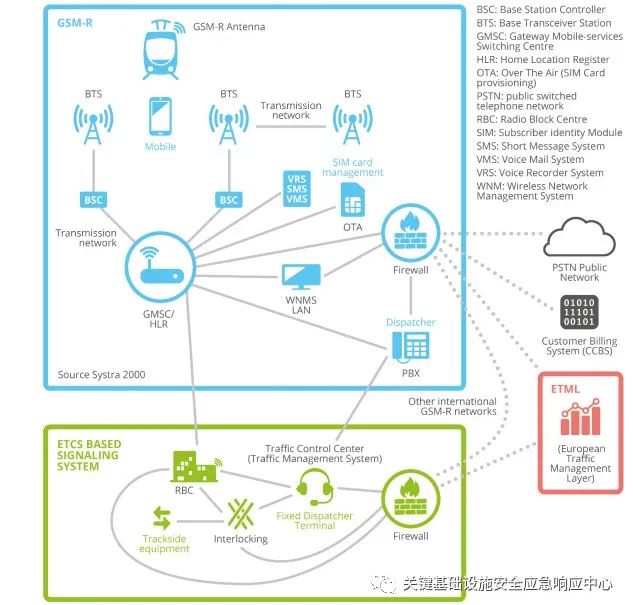 GSM-R
GSM-R Antenna
BTS
BTS
BTS
Transmission
network
Mobile
BSC
BSC
VRS
SMS
VMS
SIM card
management
OTA
Transmission
network
GMSC/
HLR
WNMS
LAN
Firewall
Dispatcher
PBX
Source Systra 2000
BSC: Base Station Controller
BTS: Base Transceiver Station
GMSC: Gateway Mobile-services
Switching Centre
HLR: Home Location Register
OTA: Over The Air (SIM Card
provisioning)
PSTN: public switched
telephone network
RBC: Radio Block Centre
SIM: Subscriber identity Module
SMS: Short Message System
VMS: Voice Mail System
VRS: Voice Recorder System
WNM: Wireless Network
Management System
PSTN Public
Network
01010
11101
00101
Customer Billing
System (CCBS)
Other international
GSM-R networks
ETML
(European
Traffic
Management
Layer)
ETCS BASED
SIGNALING
SYSTEM
Traffic Control Center
(Traffic Management System)
RBC
Trackside
equipment
Interlocking
Fixed Dispatcher
Terminal
Firewall
关键基础设施安全应急响应中心